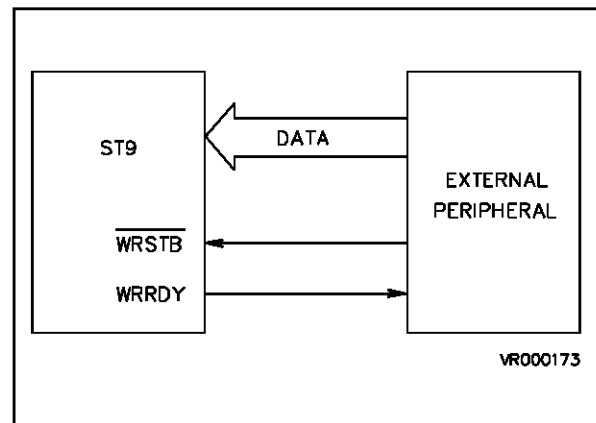 ST9
DATA
EXTERNAL
PERIPHERAL
WRSTB
WRRDY
VR000173